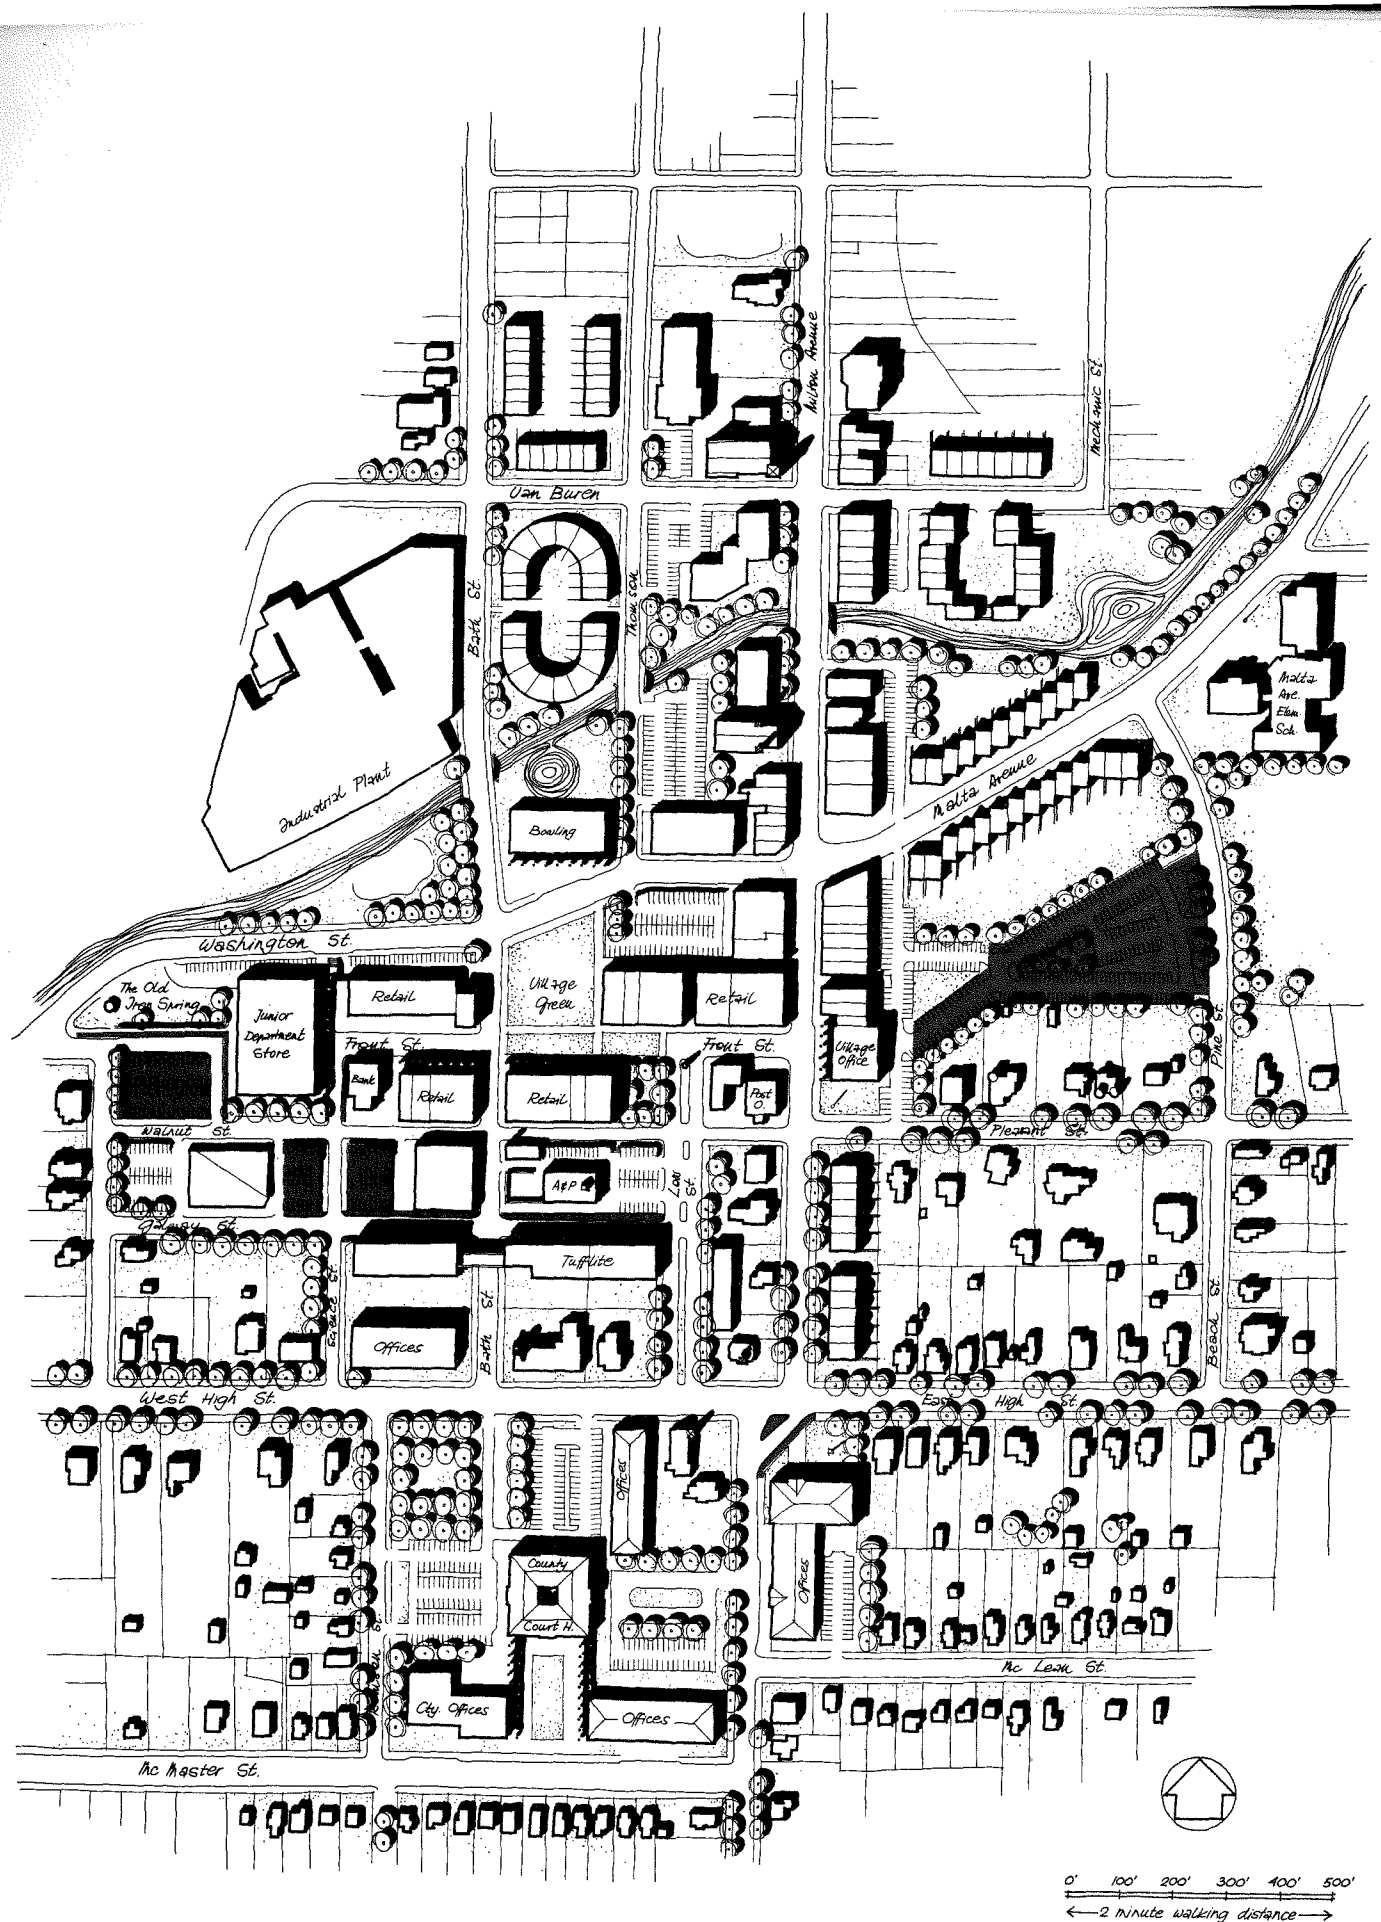 Milton Avenue
Mechanic St.
Van Buren
Bath St
Thomson
Malta
Ave.
Elem.
Sch.
Industrial Plant
Malta Avenue
Bowling
Washington St.
The Old
Iron Spring
Junior
Department
Store
Retail
Village
Green
Retail
Front St.
Front St.
Village
Office
Pine St.
Bank
Retail
Retail
Post
O.
Walnut St.
Pleasant St.
A&P
Low
St.
Galway St.
Tufflite
Science St.
Offices
Bath St
Beach St.
West High St.
East High St.
Offices
County
Court H.
Offices
Mc Lean St.
Cty. Offices
Offices
Mc Master St.
0' 100' 200' 300' 400' 500'
2 minute walking distance